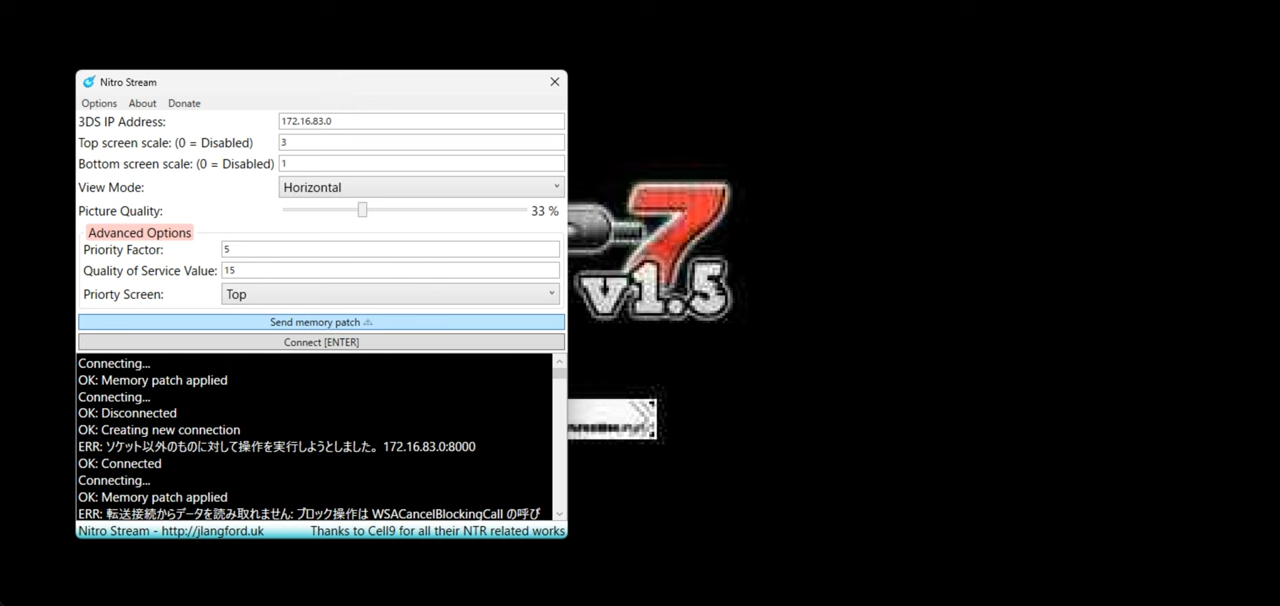 Nitro Stream
Options About Donate
3DS IP Address: 172.16.83.0
Top screen scale: (0 = Disabled) 3
Bottom screen scale: (0 = Disabled) 1
View Mode: Horizontal
Picture Quality: 33 %
Advanced Options
Priority Factor: 5
Quality of Service Value: 15
Priorty Screen: Top
Send memory patch ⚠
Connect [ENTER]
Connecting...
OK: Memory patch applied
Connecting...
OK: Disconnected
OK: Creating new connection
ERR: ソケット以外のものに対して操作を実行しようとしました。 172.16.83.0:8000
OK: Connected
Connecting...
OK: Memory patch applied
ERR: 転送接続からデータを読み取れません: ブロック操作は WSACancelBlockingCall の呼び
Nitro Stream - http://jlangford.uk Thanks to Cell9 for all their NTR related works
7
v1.5